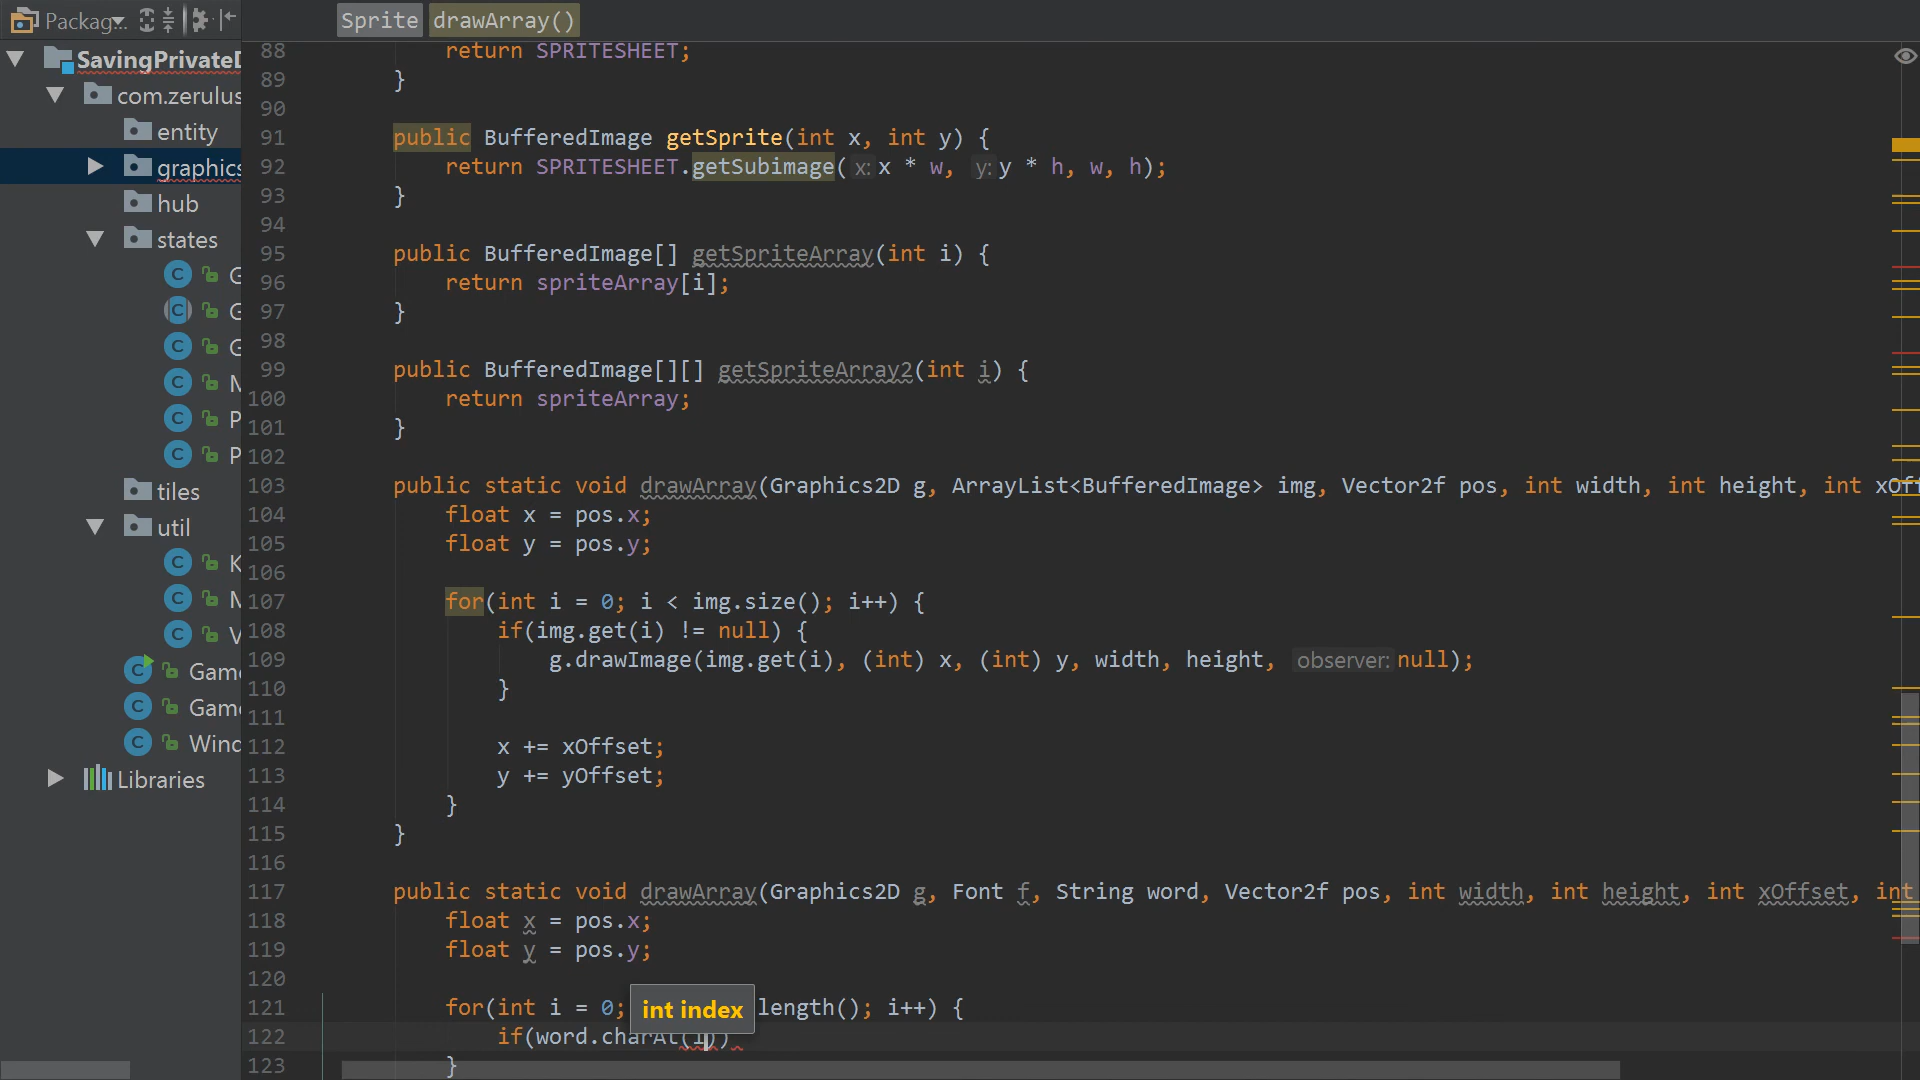 Packag...
Sprite drawArray()
SavingPrivateD
com.zerulus
entity
graphics
hub
states
G
G
G
M
P
P
tiles
util
K
M
V
Game
Game
Wind
Libraries
88 return SPRITESHEET;
89 }
90
91 public BufferedImage getSprite(int x, int y) {
92 return SPRITESHEET.getSubimage( x: x * w, y: y * h, w, h);
93 }
94
95 public BufferedImage[] getSpriteArray(int i) {
96 return spriteArray[i];
97 }
98
99 public BufferedImage[][] getSpriteArray2(int i) {
100 return spriteArray;
101 }
102
103 public static void drawArray(Graphics2D g, ArrayList<BufferedImage> img, Vector2f pos, int width, int height, int xOff
104 float x = pos.x;
105 float y = pos.y;
106
107 for(int i = 0; i < img.size(); i++) {
108 if(img.get(i) != null) {
109 g.drawImage(img.get(i), (int) x, (int) y, width, height, observer: null);
110 }
111
112 x += xOffset;
113 y += yOffset;
114 }
115 }
116
117 public static void drawArray(Graphics2D g, Font f, String word, Vector2f pos, int width, int height, int xOffset, int
118 float x = pos.x;
119 float y = pos.y;
120
121 for(int i = 0; int index length(); i++) {
122 if(word.charAt(i))
123 }